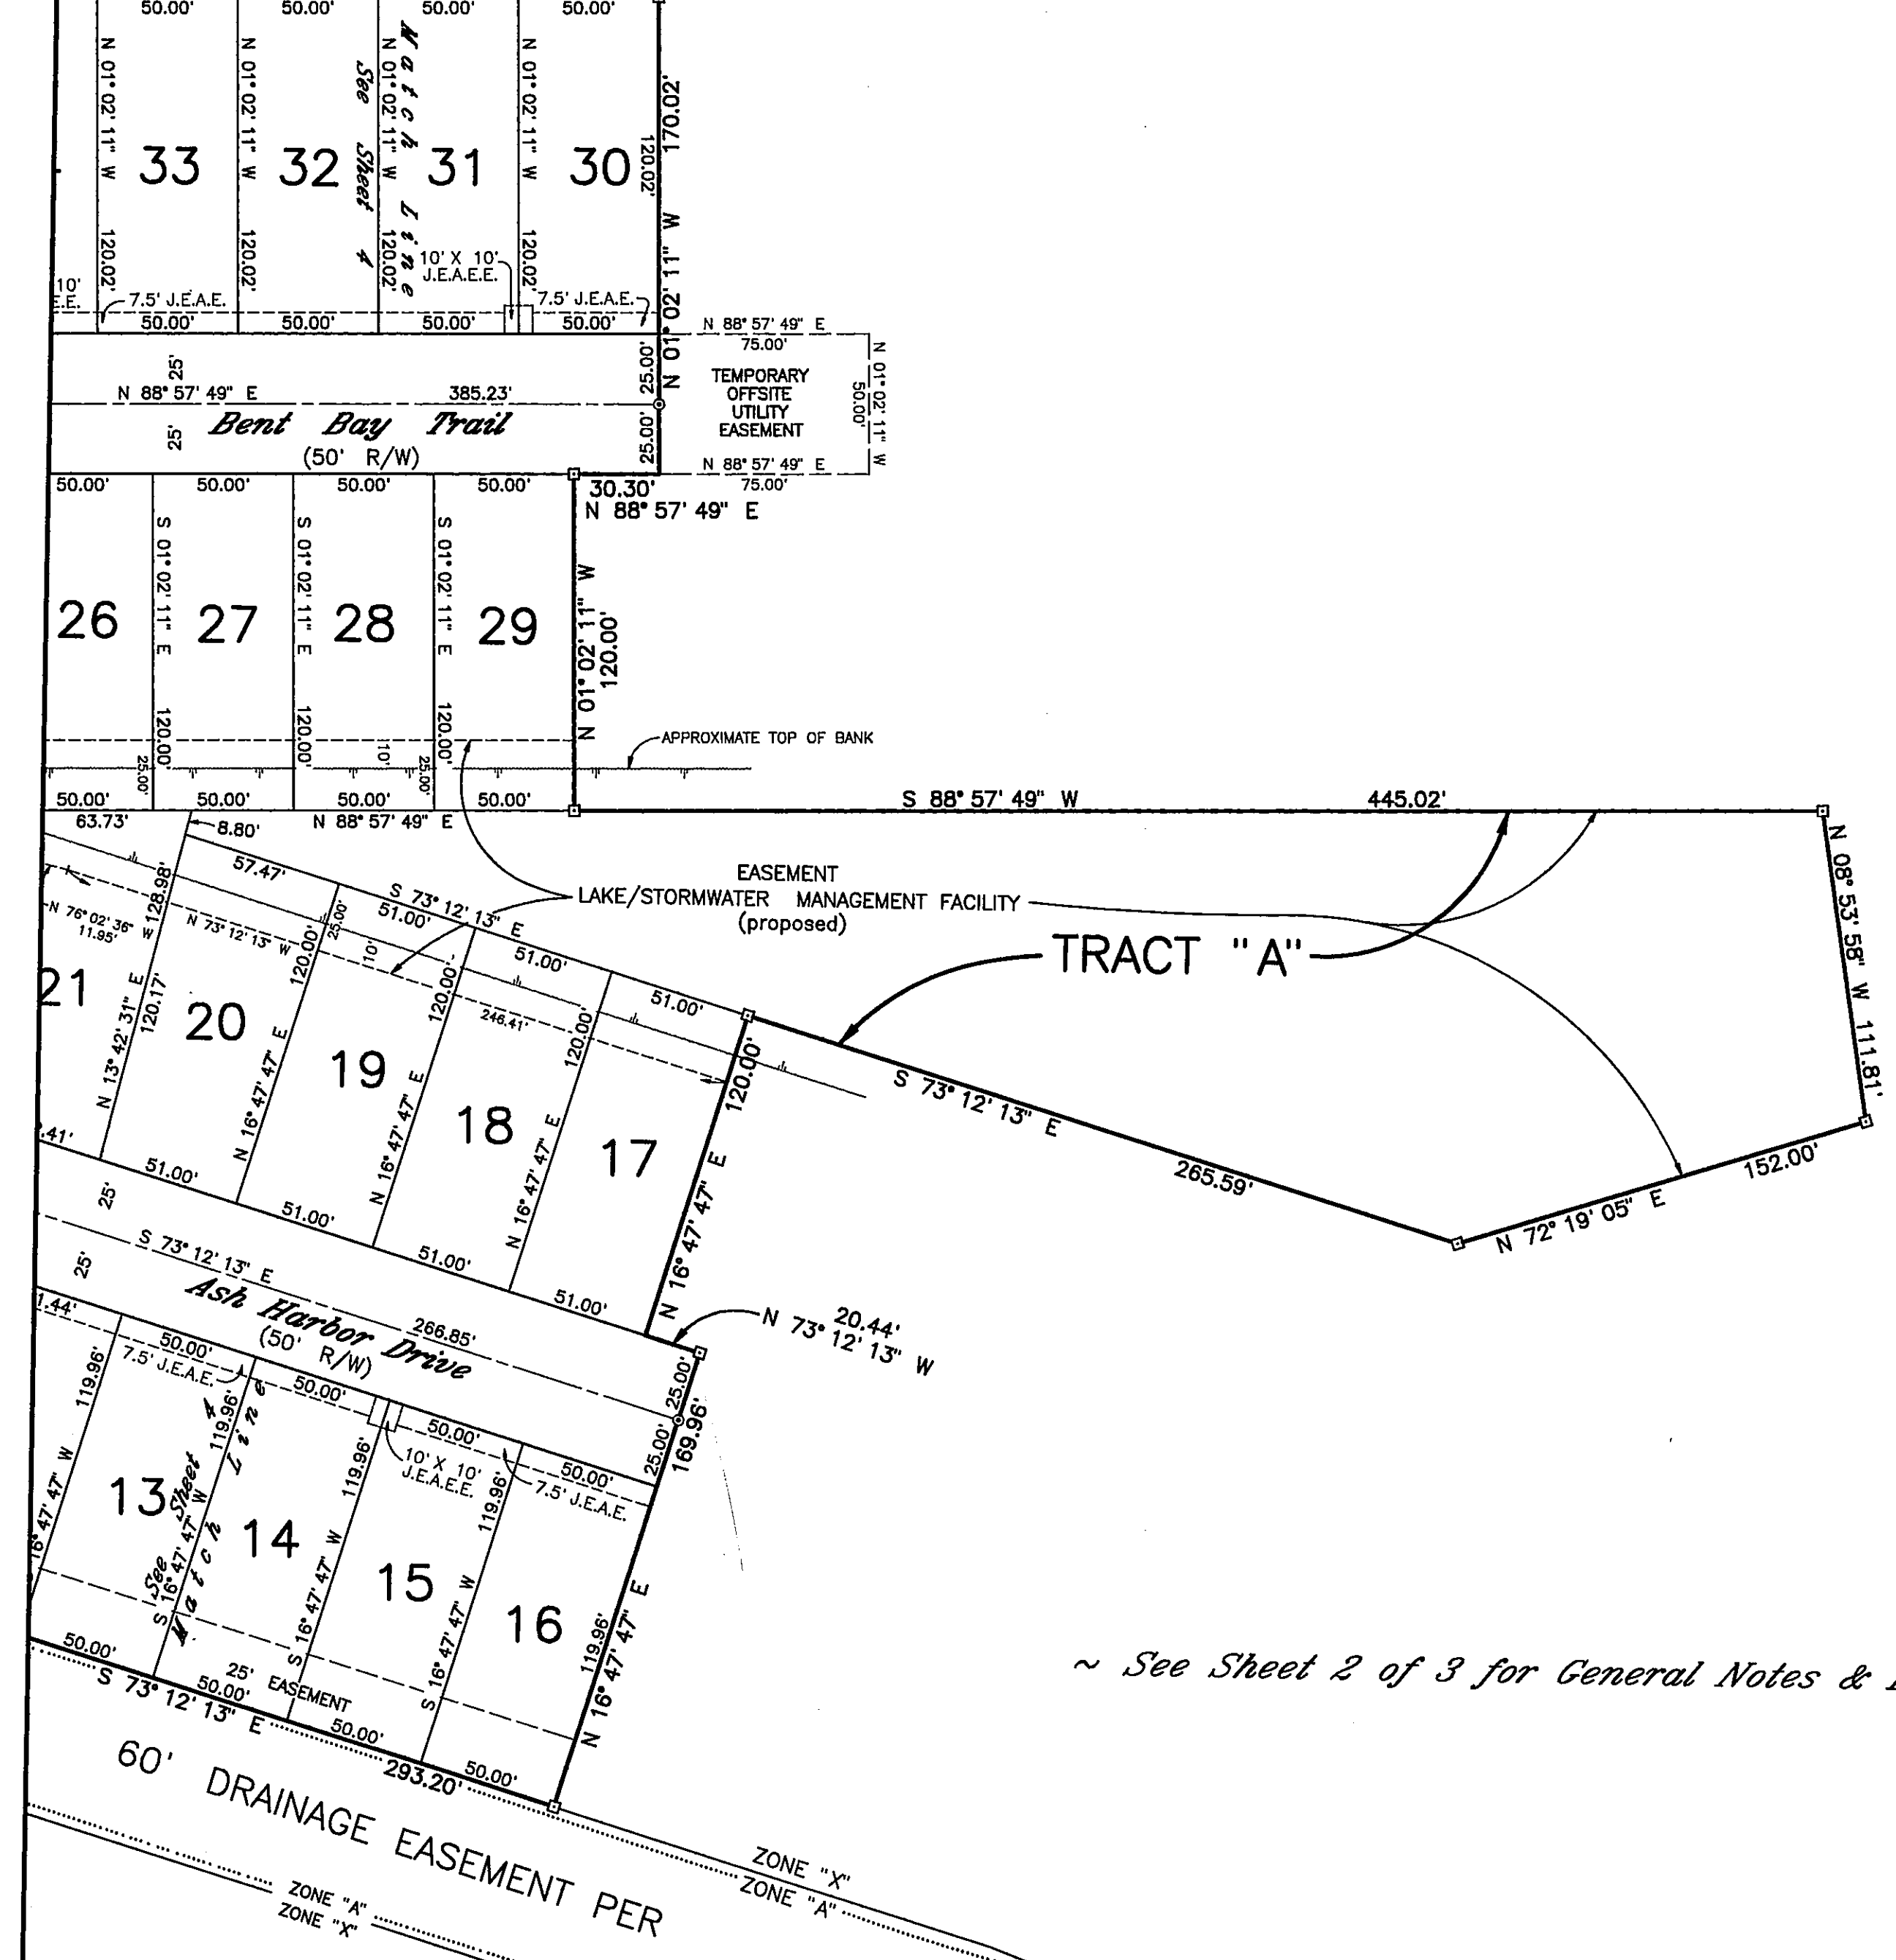 50.00' 50.00' 50.00' 50.00'
N 01° 02' 11" W 120.02'
N 01° 02' 11" W 120.02'
N 01° 02' 11" W 120.02'
N 01° 02' 11" W 120.02'
Match Line
See Sheet 4
33 32 31 30
120.02'
N 01° 02' 11" W 170.02'
10' X 10'
J.E.A.E.E.
10'
E.E.
7.5' J.E.A.E.
7.5' J.E.A.E.
50.00' 50.00' 50.00' 50.00'
N 88° 57' 49" E
75.00'
TEMPORARY
OFFSITE
UTILITY
EASEMENT
N 01° 02' 11" W
50.00'
N 88° 57' 49" E
75.00'
25'
25.00'
N 88° 57' 49" E 385.23'
Bent Bay Trail
(50' R/W)
25'
25.00'
50.00' 50.00' 50.00' 50.00'
30.30'
N 88° 57' 49" E
S 01° 02' 11" E 120.00'
S 01° 02' 11" E 120.00'
S 01° 02' 11" E 120.00'
26 27 28 29
N 01° 02' 11" W
120.00'
APPROXIMATE TOP OF BANK
25.00' 10' 25.00'
50.00' 50.00' 50.00' 50.00'
63.73' 8.80' N 88° 57' 49" E
S 88° 57' 49" W 445.02'
N 08° 53' 58" W 111.81'
EASEMENT
LAKE/STORMWATER MANAGEMENT FACILITY
(proposed)
TRACT "A"
57.47'
S 73° 12' 13" E
51.00' 51.00' 51.00'
128.98'
25.00'
10'
N 76° 02' 36" W
11.95'
N 73° 12' 13" W
246.41'
N 13° 42' 31" E
120.17'
N 16° 47' 47" E 120.00'
N 16° 47' 47" E 120.00'
N 16° 47' 47" E 120.00'
N 16° 47' 47" E 120.00'
21 20 19 18 17
S 73° 12' 13" E 265.59'
N 72° 19' 05" E 152.00'
.41' 51.00' 51.00' 51.00' 51.00'
25'
S 73° 12' 13" E 266.85'
25'
Ash Harbor Drive
(50' R/W)
20.44'
N 73° 12' 13" W
25.00'
25.00'
169.96'
1.44' 50.00' 50.00' 50.00' 50.00'
7.5' J.E.A.E.
10' X 10'
J.E.A.E.E.
7.5' J.E.A.E.
119.96'
16° 47' 47" W
S 16° 47' 47" W 119.96'
S 16° 47' 47" W 119.96'
S 16° 47' 47" W 119.96'
See Sheet 4
Match Line
13 14 15 16
119.96'
N 16° 47' 47" E
50.00' 50.00' 50.00' 50.00'
25' EASEMENT
S 73° 12' 13" E 293.20'
~ See Sheet 2 of 3 for General Notes &
60' DRAINAGE EASEMENT PER
ZONE "X"
ZONE "A"
ZONE "A"
ZONE "X"